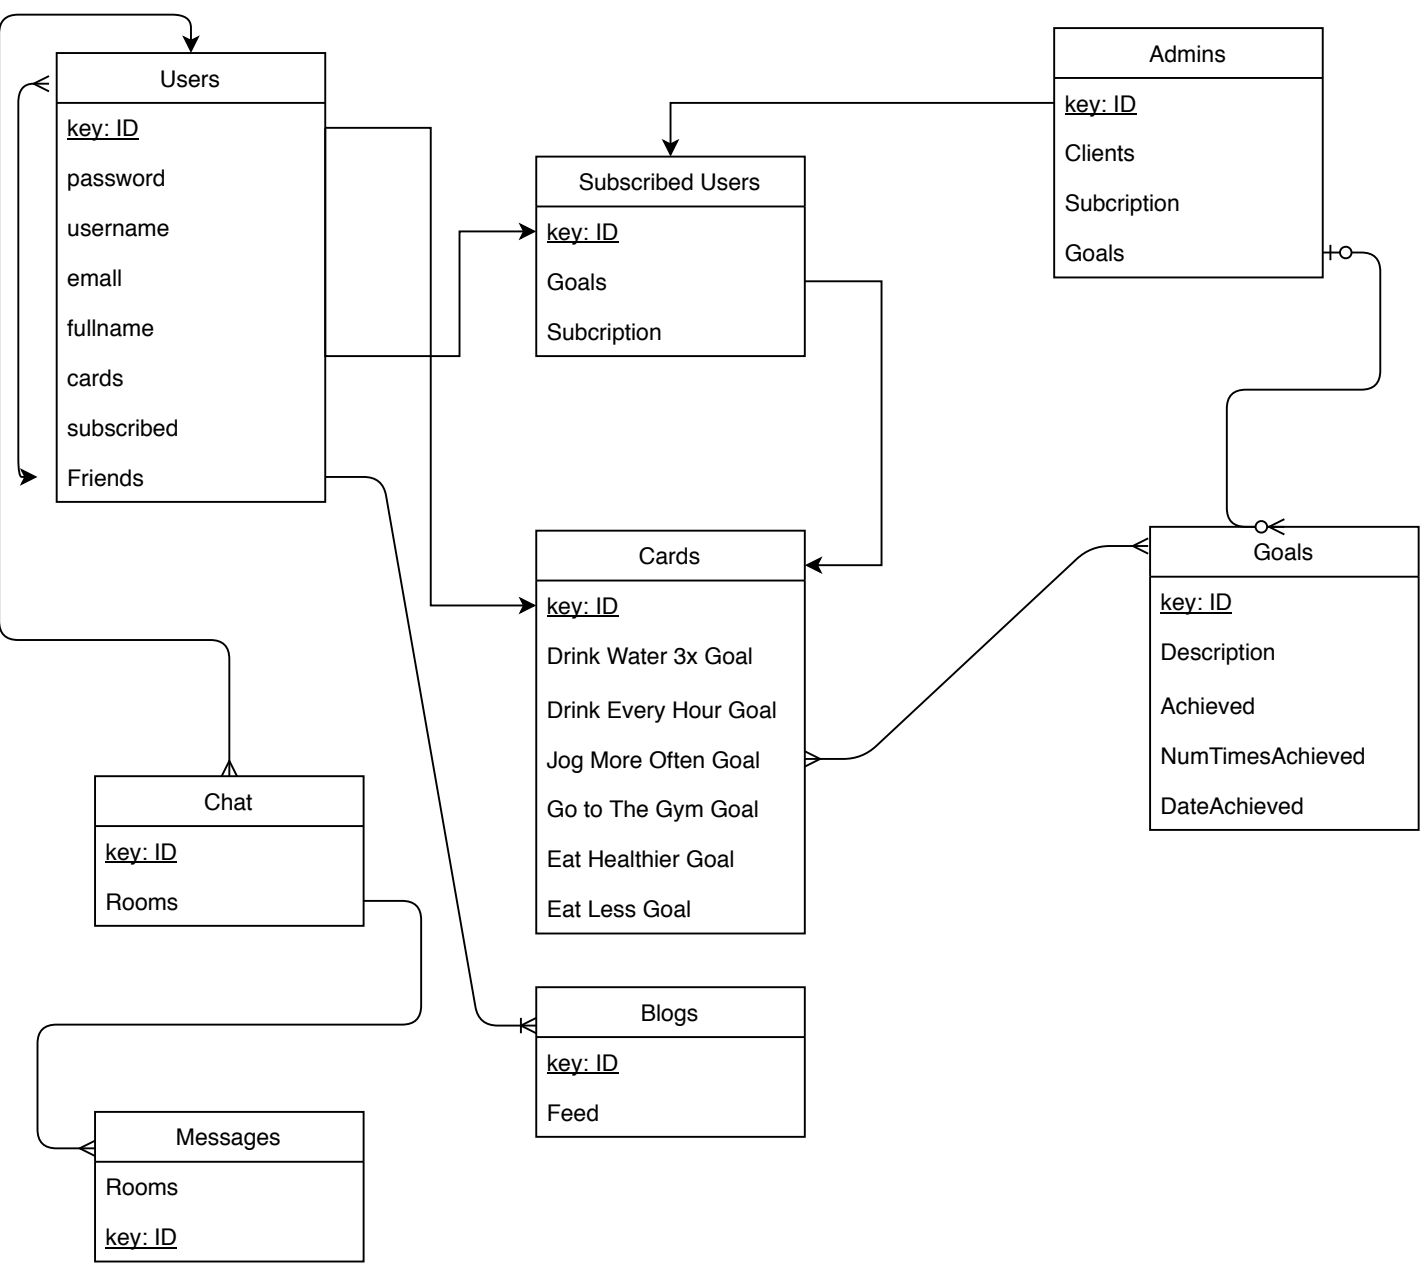 Users
key: ID
password
username
emall
fullname
cards
subscribed
Friends
Subscribed Users
key: ID
Goals
Subcription
Admins
key: ID
Clients
Subcription
Goals
Cards
key: ID
Drink Water 3x Goal
Drink Every Hour Goal
Jog More Often Goal
Go to The Gym Goal
Eat Healthier Goal
Eat Less Goal
Goals
key: ID
Description
Achieved
NumTimesAchieved
DateAchieved
Chat
key: ID
Rooms
Blogs
key: ID
Feed
Messages
Rooms
key: ID